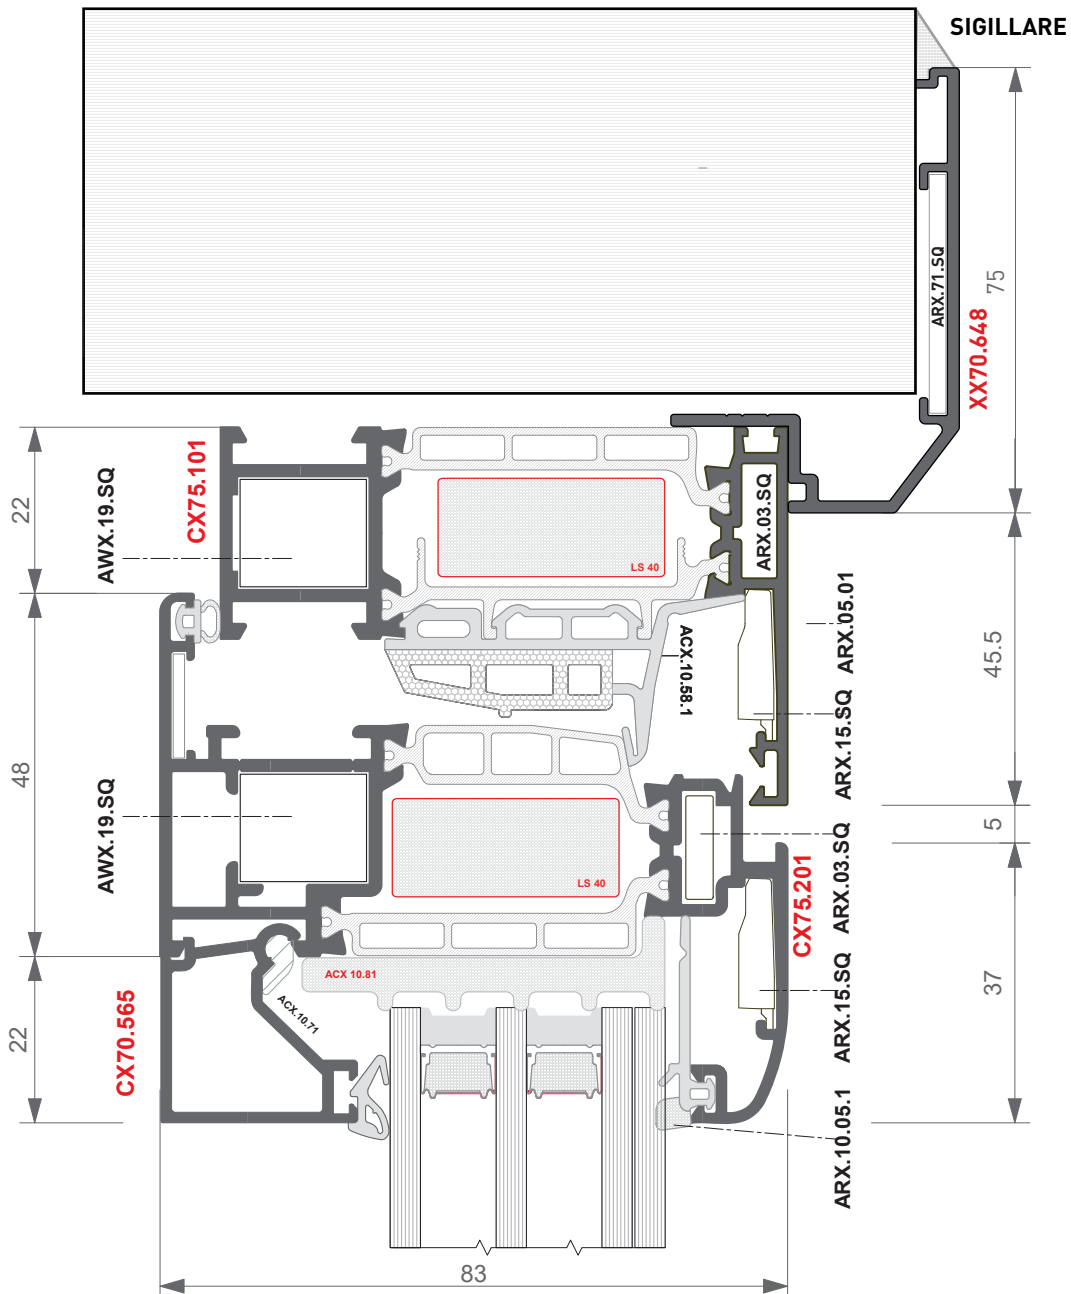 SIGILLARE
ARX.71.SQ
75
XX70.648
22
AWX.19.SQ
CX75.101
LS 40
ARX.03.SQ
ACX.10.58.1
ARX.05.01
ARX.15.SQ
45.5
48
AWX.19.SQ
LS 40
ARX.03.SQ
5
CX75.201
ARX.15.SQ
37
ACX 10.81
ACX.10.71
22
CX70.565
ARX.10.05.1
83